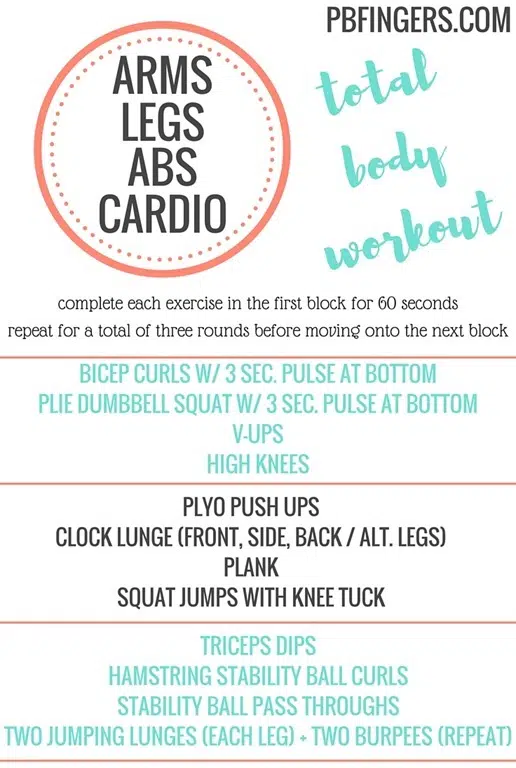 PBFINGERS.COM
ARMS
LEGS
ABS
CARDIO
total
body
workout
complete each exercise in the first block for 60 seconds
repeat for a total of three rounds before moving onto the next block
BICEP CURLS W/ 3 SEC. PULSE AT BOTTOM
PLIE DUMBBELL SQUAT W/ 3 SEC. PULSE AT BOTTOM
V-UPS
HIGH KNEES
PLYO PUSH UPS
CLOCK LUNGE (FRONT, SIDE, BACK / ALT. LEGS)
PLANK
SQUAT JUMPS WITH KNEE TUCK
TRICEPS DIPS
HAMSTRING STABILITY BALL CURLS
STABILITY BALL PASS THROUGHS
TWO JUMPING LUNGES (EACH LEG) + TWO BURPEES (REPEAT)